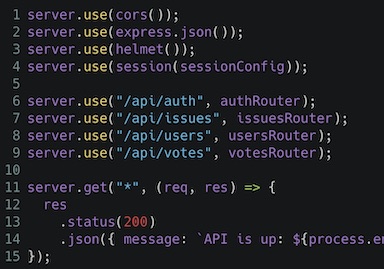 1 server.use(cors());
2 server.use(express.json());
3 server.use(helmet());
4 server.use(session(sessionConfig));
5
6 server.use("/api/auth", authRouter);
7 server.use("/api/issues", issuesRouter);
8 server.use("/api/users", usersRouter);
9 server.use("/api/votes", votesRouter);
10
11 server.get("*", (req, res) => {
12 res
13 .status(200)
14 .json({ message: `API is up: ${process.en
15 });